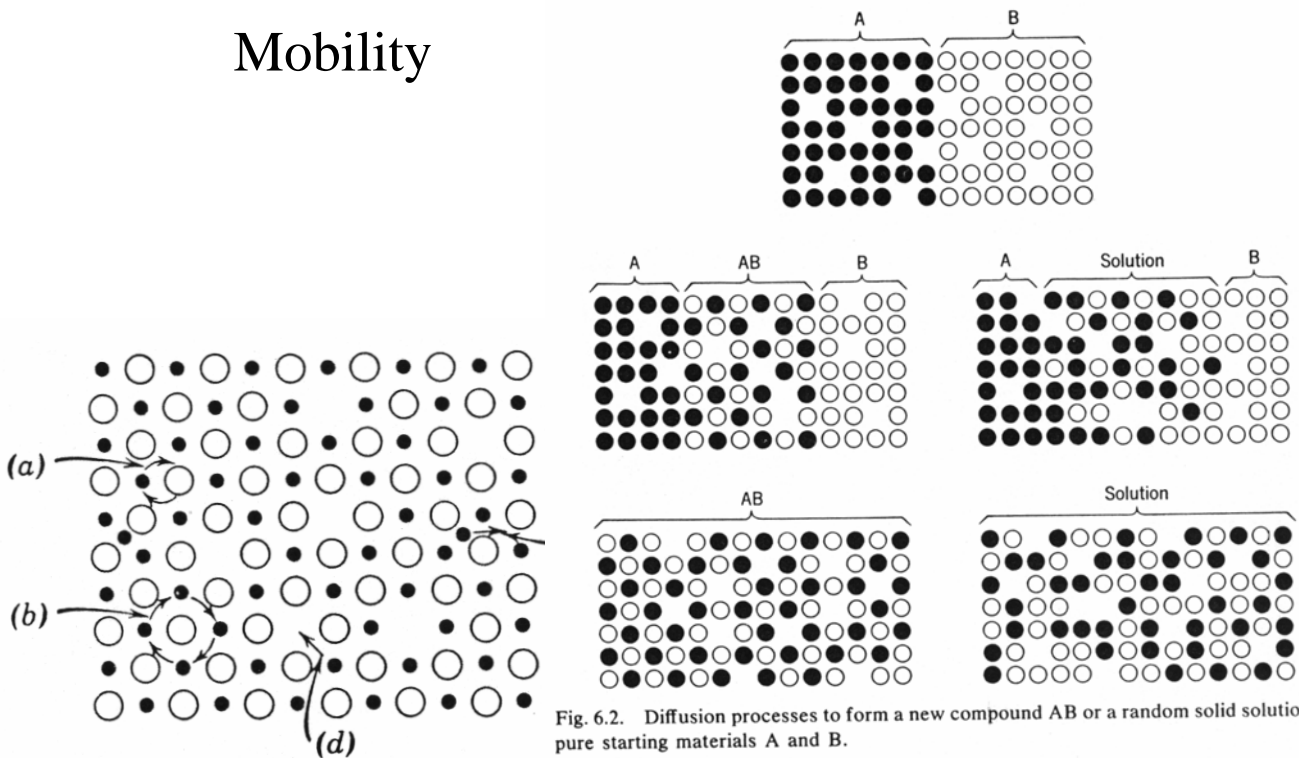 Mobility
A B
A AB B
A Solution B
AB
Solution
(a)
(b)
(d)
Fig. 6.2. Diffusion processes to form a new compound AB or a random solid solutio
pure starting materials A and B.